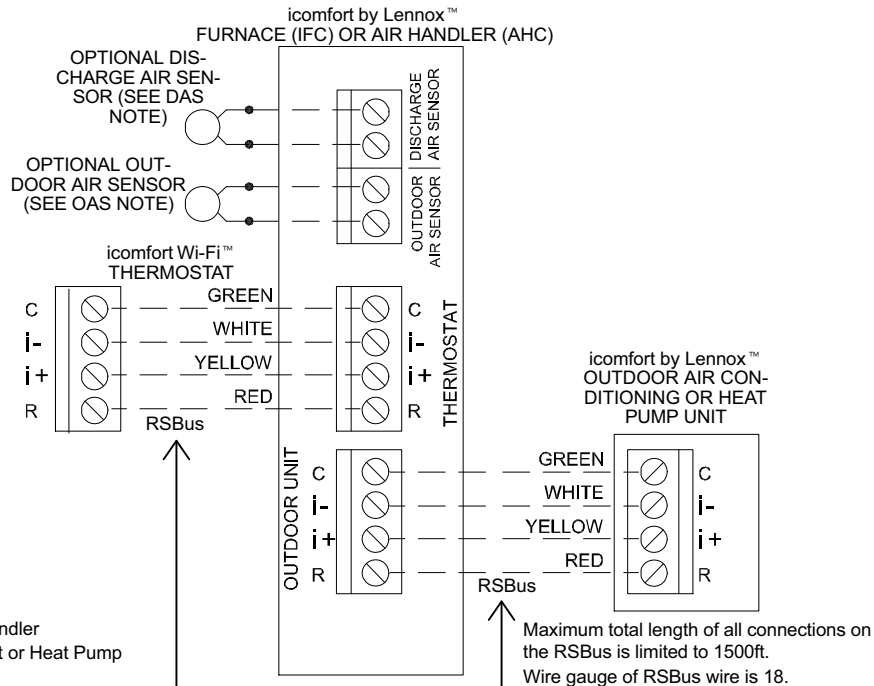 icomfort by Lennox™
FURNACE (IFC) OR AIR HANDLER (AHC)
OPTIONAL DIS-
CHARGE AIR SEN-
SOR (SEE DAS
NOTE)
DISCHARGE
AIR SENSOR
OPTIONAL OUT-
DOOR AIR SENSOR
(SEE OAS NOTE)
OUTDOOR
AIR SENSOR
icomfort Wi-Fi™
THERMOSTAT
C
i-
i+
R
GREEN
WHITE
YELLOW
RED
RSBus
C
i-
i+
R
THERMOSTAT
icomfort by Lennox™
OUTDOOR AIR CON-
DITIONING OR HEAT
PUMP UNIT
OUTDOOR UNIT
C
i-
i+
R
GREEN
WHITE
YELLOW
RED
RSBus
C
i-
i+
R
ndler
t or Heat Pump
Maximum total length of all connections on
the RSBus is limited to 1500ft.
Wire gauge of RSBus wire is 18.